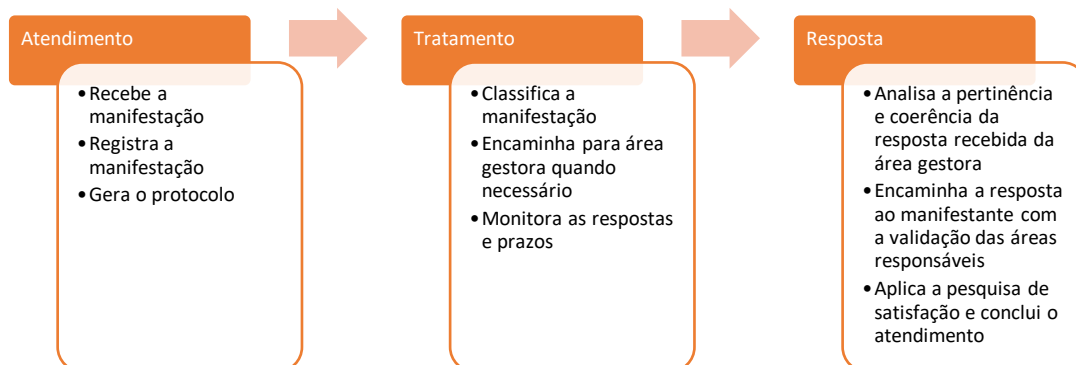 Atendimento
• Recebe a
manifestação
• Registra a
manifestação
• Gera o protocolo
Tratamento
• Classifica a
manifestação
• Encaminha para área
gestora quando
necessário
• Monitora as respostas
e prazos
Resposta
• Analisa a pertinência
e coerência da
resposta recebida da
área gestora
• Encaminha a resposta
ao manifestante com
a validação das áreas
responsáveis
• Aplica a pesquisa de
satisfação e conclui o
atendimento